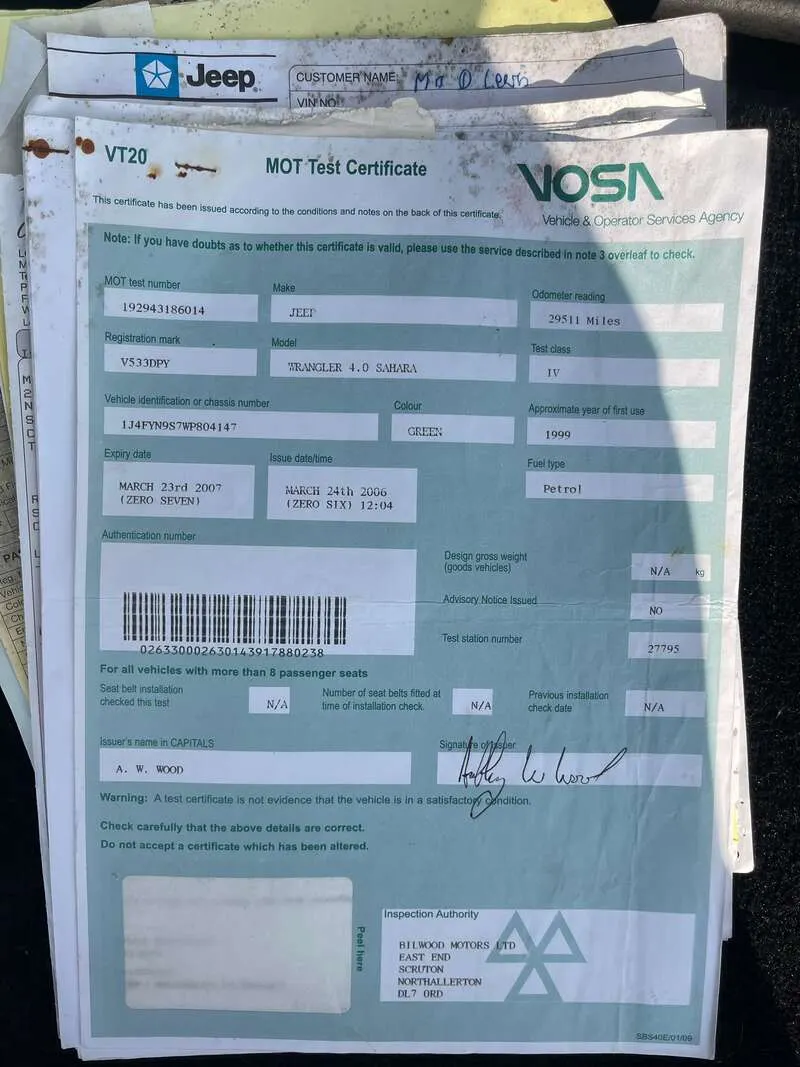 Jeep
CUSTOMER NAME: Mr D Lewis
VIN NO
VT20
MOT Test Certificate
VOSA
Vehicle & Operator Services Agency
This certificate has been issued according to the conditions and notes on the back of this certificate.
Note: If you have doubts as to whether this certificate is valid, please use the service described in note 3 overleaf to check.
MOT test number
192943186014
Make
JEEP
Odometer reading
29511 Miles
Registration mark
V533DPY
Model
WRANGLER 4.0 SAHARA
Test class
IV
Vehicle identification or chassis number
1J4FYN9S7WP804147
Colour
GREEN
Approximate year of first use
1999
Expiry date
MARCH 23rd 2007
(ZERO SEVEN)
Issue date/time
MARCH 24th 2006
(ZERO SIX) 12:04
Fuel type
Petrol
Authentication number
026330002630143917880238
Design gross weight
(goods vehicles)
N/A kg
Advisory Notice Issued
NO
Test station number
27795
For all vehicles with more than 8 passenger seats
Seat belt installation
checked this test
N/A
Number of seat belts fitted at
time of installation check.
N/A
Previous installation
check date
N/A
Issuer's name in CAPITALS
A. W. WOOD
Signature of Issuer
Warning: A test certificate is not evidence that the vehicle is in a satisfactory condition.
Check carefully that the above details are correct.
Do not accept a certificate which has been altered.
Peel here
Inspection Authority
BILWOOD MOTORS LTD
EAST END
SCRUTON
NORTHALLERTON
DL7 0RD
SBS40E/01/09